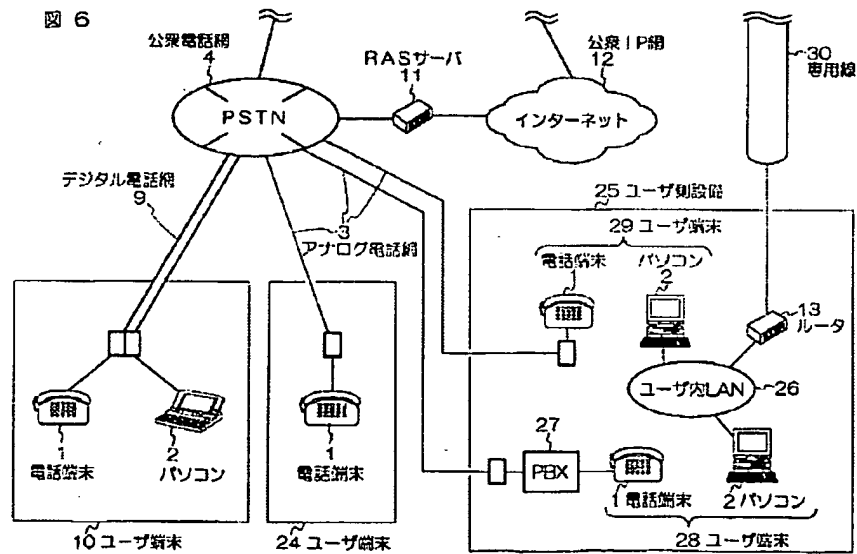 図 6
公衆電話網
4
PSTN
RASサーバ
11
公衆IP網
12
インターネット
30
専用線
デジタル電話網
9
3
アナログ電話網
25 ユーザ側設備
29 ユーザ端末
電話端末
1
パソコン
2
13
ルータ
ユーザ内LAN
26
27
PBX
1 電話端末
2 パソコン
28 ユーザ端末
1
電話端末
2
パソコン
10 ユーザ端末
1
電話端末
24 ユーザ端末